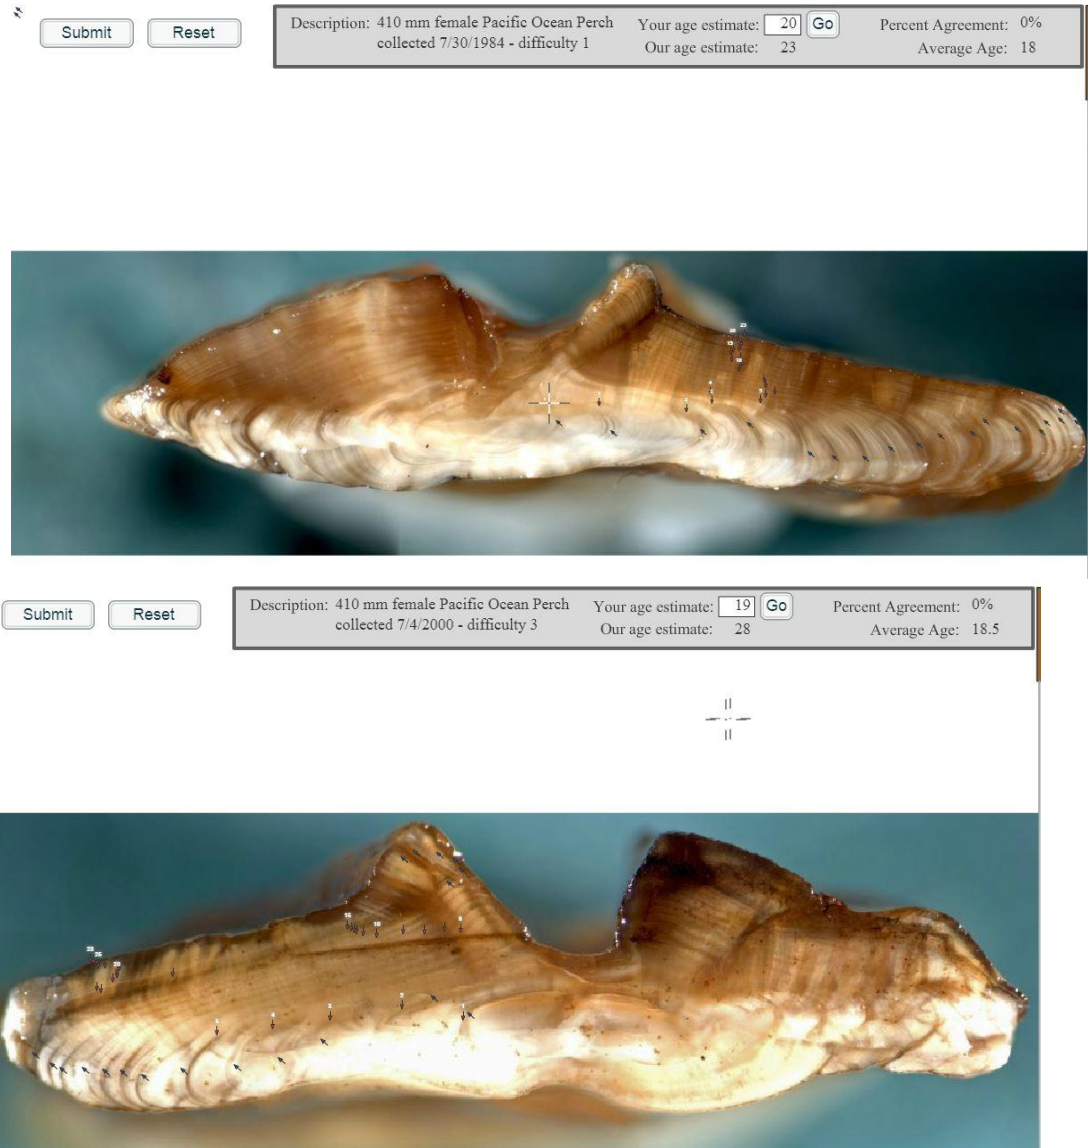 Submit Reset
Description: 410 mm female Pacific Ocean Perch
collected 7/30/1984 - difficulty 1
Your age estimate: 20 Go
Our age estimate: 23
Percent Agreement: 0%
Average Age: 18
Submit Reset
Description: 410 mm female Pacific Ocean Perch
collected 7/4/2000 - difficulty 3
Your age estimate: 19 Go
Our age estimate: 28
Percent Agreement: 0%
Average Age: 18.5